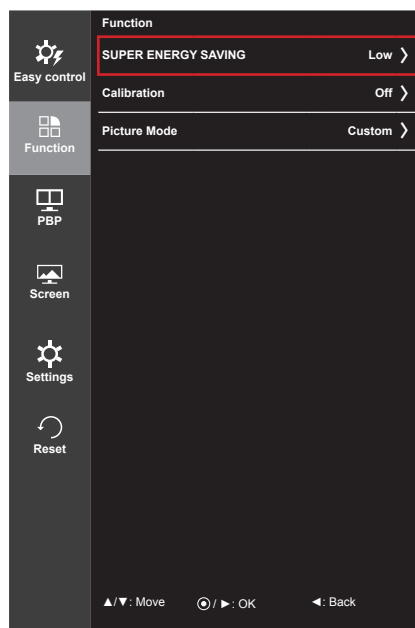 Function
SUPER ENERGY SAVING Low ❯
Calibration Off ❯
Picture Mode Custom ❯
Easy control
Function
PBP
Screen
Settings
Reset
▲/▼: Move ⦿ / ►: OK ◄: Back